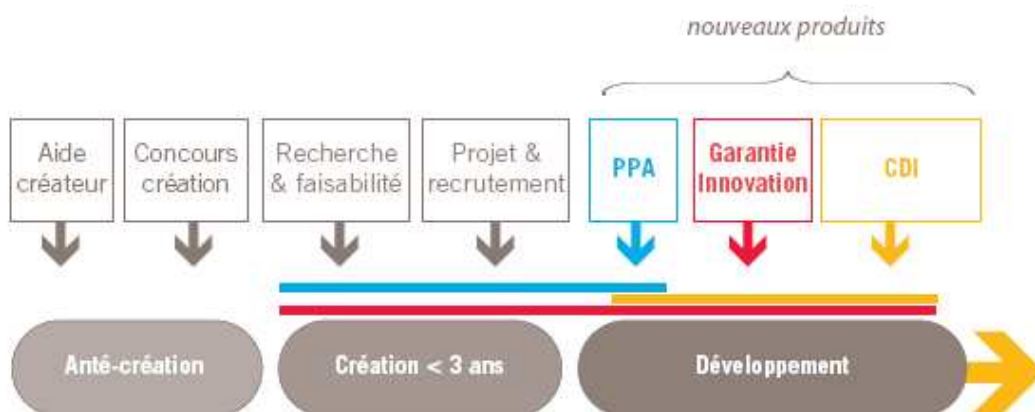 nouveaux produits
Aide
créateur
Concours
création
Recherche
& faisabilité
Projet &
recrutement
PPA
Garantie
Innovation
CDI
Anté-création
Création < 3 ans
Développement